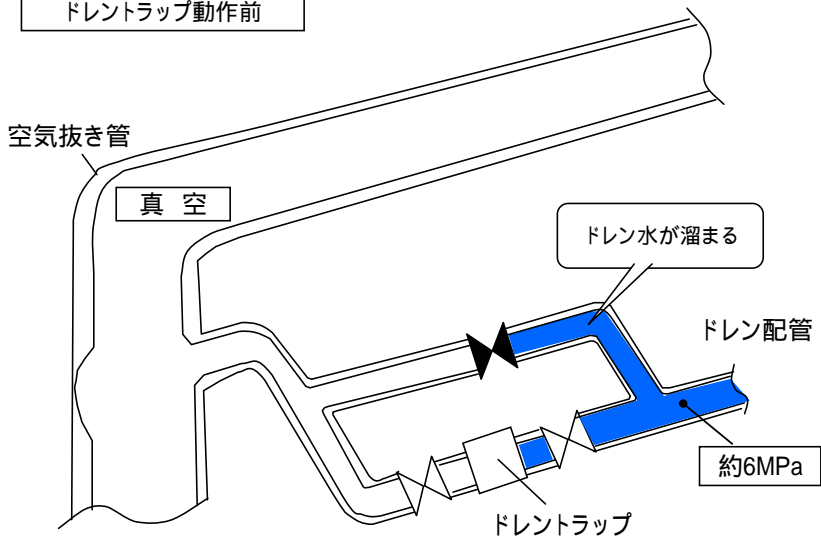 ドレントラップ動作前
空気抜き管
真 空
ドレン水が溜まる
ドレン配管
約6MPa
ドレントラップ